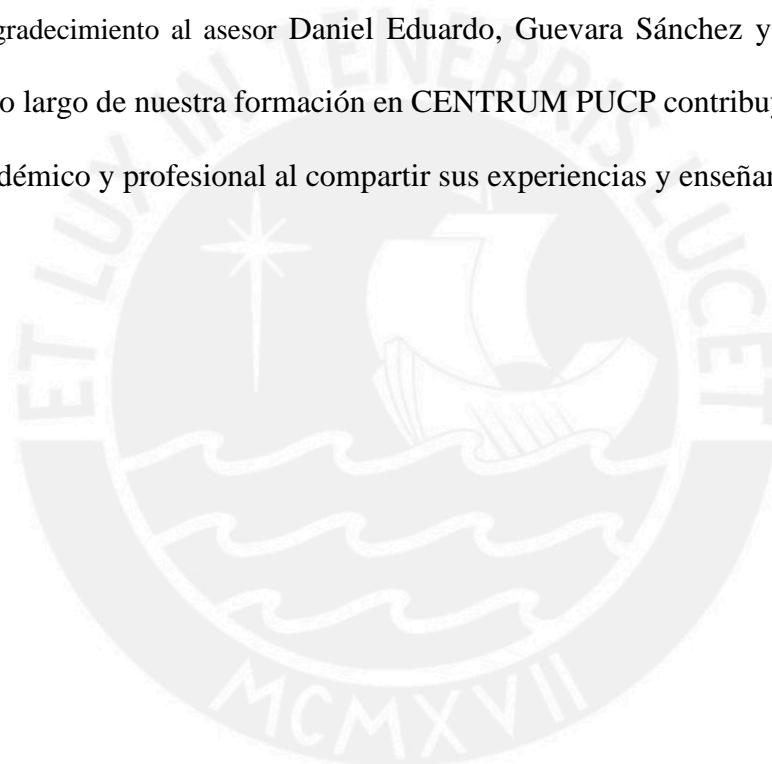 gradecimiento al asesor Daniel Eduardo, Guevara Sánchez y
o largo de nuestra formación en CENTRUM PUCP contribuy
démico y profesional al compartir sus experiencias y enseñan
ET LUX IN TENEBRIS LUCET
MCMXVII